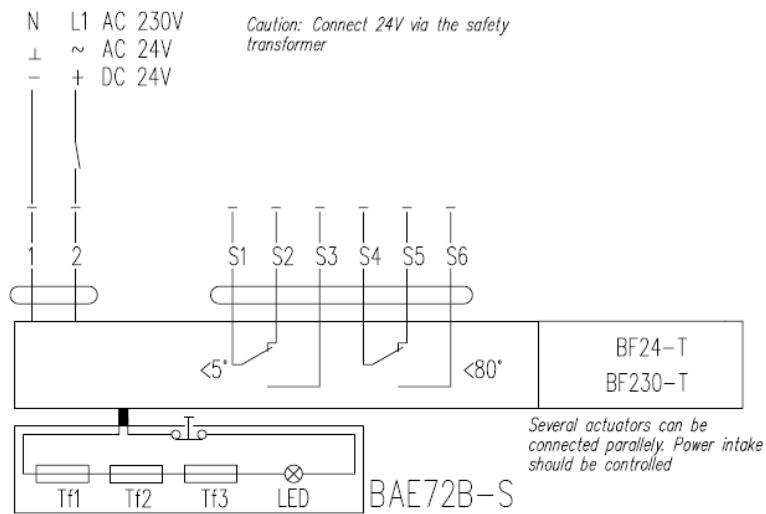 N L1 AC 230V
⊥ ~ AC 24V
− + DC 24V
Caution: Connect 24V via the safety
transformer
1 2 S1 S2 S3 S4 S5 S6
<5° <80°
BF24-T
BF230-T
Several actuators can be
connected parallely. Power intake
should be controlled
Tf1 Tf2 Tf3 LED
BAE72B-S